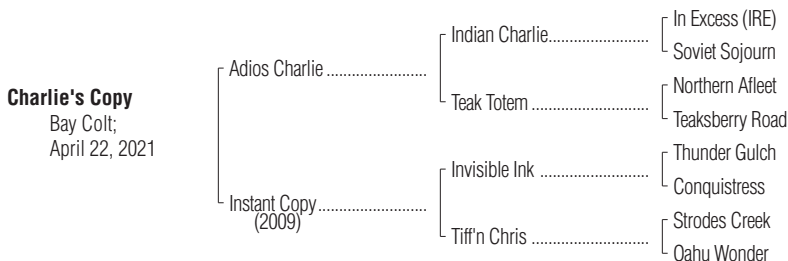 In Excess (IRE)
Indian Charlie
Soviet Sojourn
Adios Charlie
Northern Afleet
Teak Totem
Teaksberry Road
Charlie's Copy
Bay Colt;
April 22, 2021
Thunder Gulch
Invisible Ink
Conquistress
Instant Copy
(2009)
Strodes Creek
Tiff'n Chris
Oahu Wonder